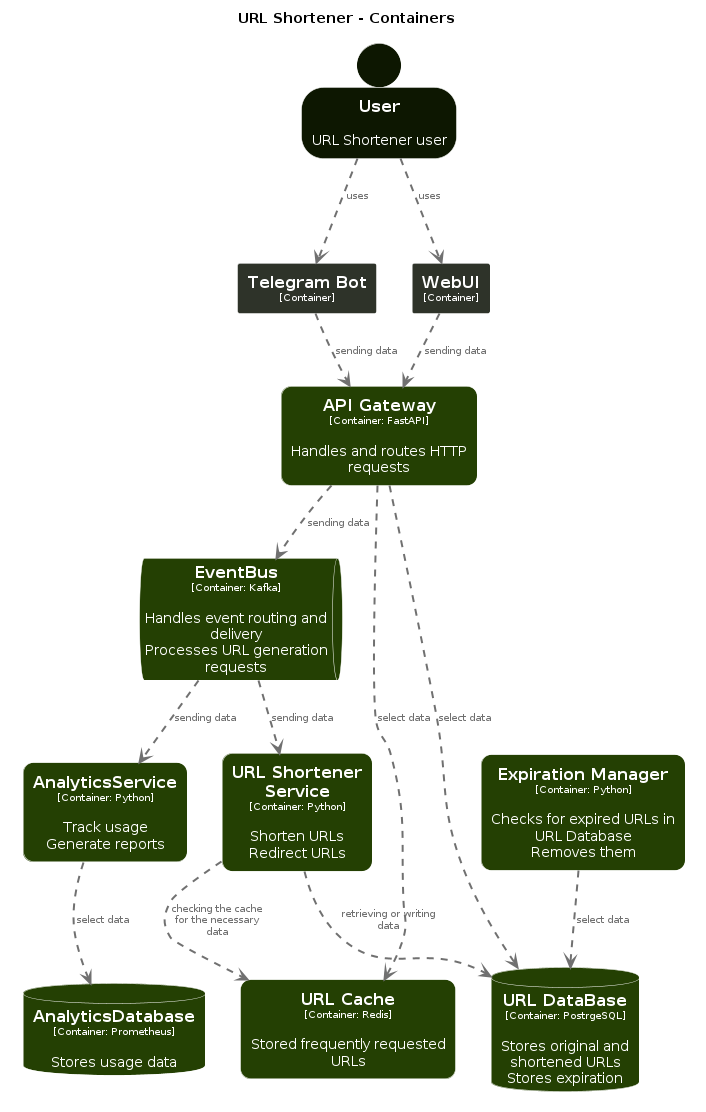 URL Shortener - Containers
User
URL Shortener user
uses
uses
Telegram Bot
[Container]
WebUI
[Container]
sending data
sending data
API Gateway
[Container: FastAPI]
Handles and routes HTTP
requests
sending data
EventBus
[Container: Kafka]
Handles event routing and
delivery
Processes URL generation
requests
sending data
sending data
select data
select data
AnalyticsService
[Container: Python]
Track usage
Generate reports
URL Shortener
Service
[Container: Python]
Shorten URLs
Redirect URLs
Expiration Manager
[Container: Python]
Checks for expired URLs in
URL Database
Removes them
select data
checking the cache
for the necessary
data
retrieving or writing
data
select data
AnalyticsDatabase
[Container: Prometheus]
Stores usage data
URL Cache
[Container: Redis]
Stored frequently requested
URLs
URL DataBase
[Container: PostrgeSQL]
Stores original and
shortened URLs
Stores expiration